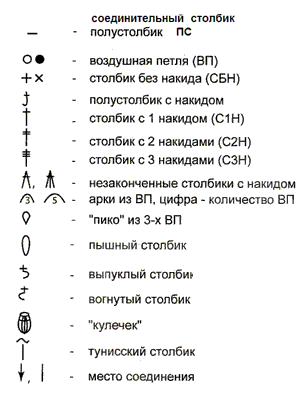 соединительный столбик
- полустолбик ПС
- воздушная петля (ВП)
- столбик без накида (СБН)
- полустолбик с накидом
- столбик с 1 накидом (С1Н)
- столбик с 2 накидами (С2Н)
- столбик с 3 накидами (С3Н)
- незаконченные столбики с накидом
3 5 - арки из ВП, цифра - количество ВП
- "пико" из 3-х ВП
- пышный столбик
- выпуклый столбик
- вогнутый столбик
- "кулечек"
- тунисский столбик
- место соединения